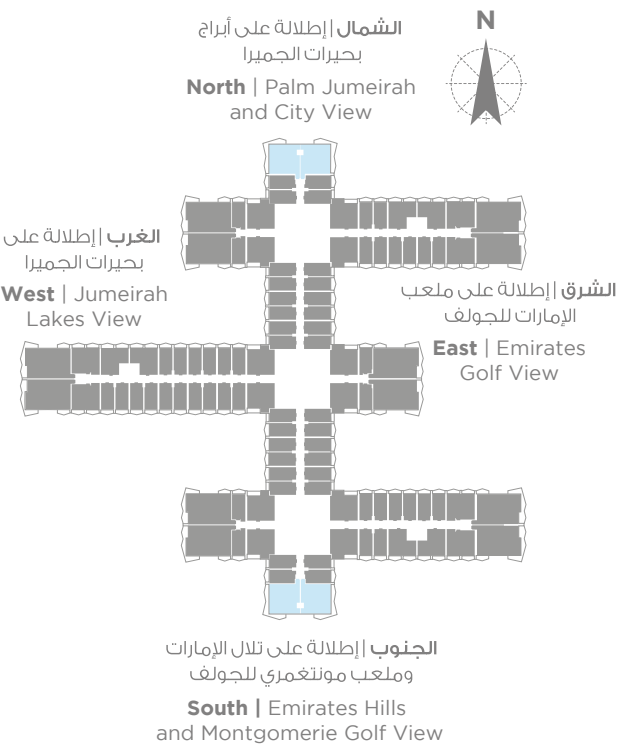 الشمال | إطلالة على أبراج
بحيرات الجميرا
North | Palm Jumeirah
and City View
N
الغرب | إطلالة على
بحيرات الجميرا
West | Jumeirah
Lakes View
الشرق | إطلالة على ملعب
الإمارات للجولف
East | Emirates
Golf View
الجنوب | إطلالة على تلال الإمارات
وملعب مونتغمري للجولف
South | Emirates Hills
and Montgomerie Golf View